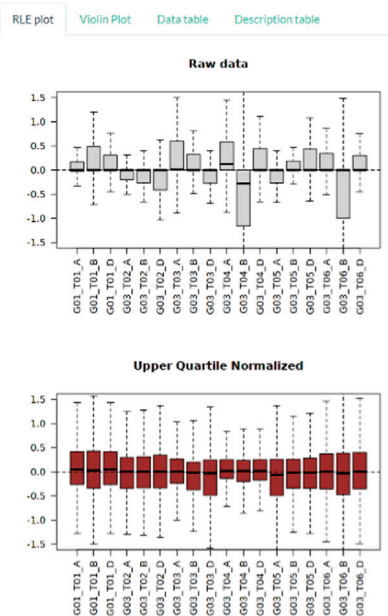 RLE plot Violin Plot Data table Description table
Raw data
1.5
1.0
0.5
0.0
-0.5
-1.0
-1.5
G01_T01_A G01_T01_B G01_T01_D G03_T02_A G03_T02_B G03_T02_D G03_T03_A G03_T03_B G03_T03_D G03_T04_A G03_T04_B G03_T04_D G03_T05_A G03_T05_B G03_T05_D G03_T06_A G03_T06_B G03_T06_D
Upper Quartile Normalized
1.5
1.0
0.5
0.0
-0.5
-1.0
-1.5
G01_T01_A G01_T01_B G01_T01_D G03_T02_A G03_T02_B G03_T02_D G03_T03_A G03_T03_B G03_T03_D G03_T04_A G03_T04_B G03_T04_D G03_T05_A G03_T05_B G03_T05_D G03_T06_A G03_T06_B G03_T06_D